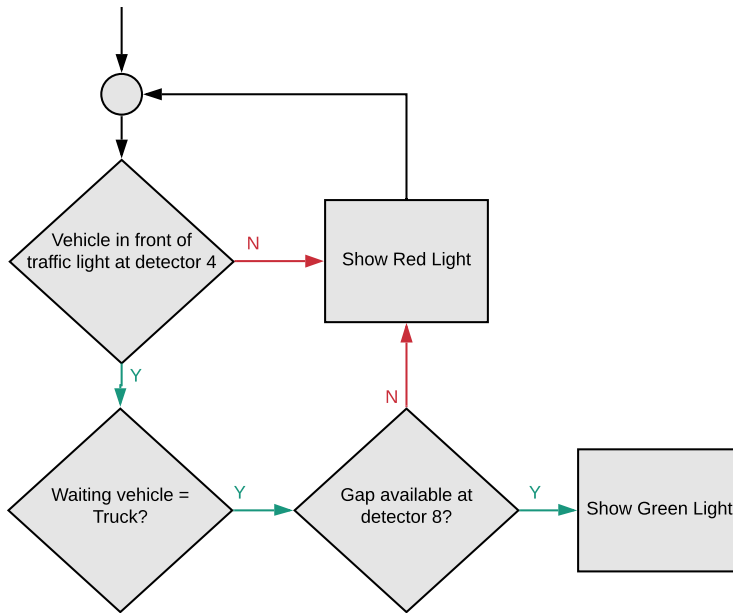 Vehicle in front of
traffic light at detector 4
N
Show Red Light
Y
N
Waiting vehicle =
Truck?
Y
Gap available at
detector 8?
Y
Show Green Light